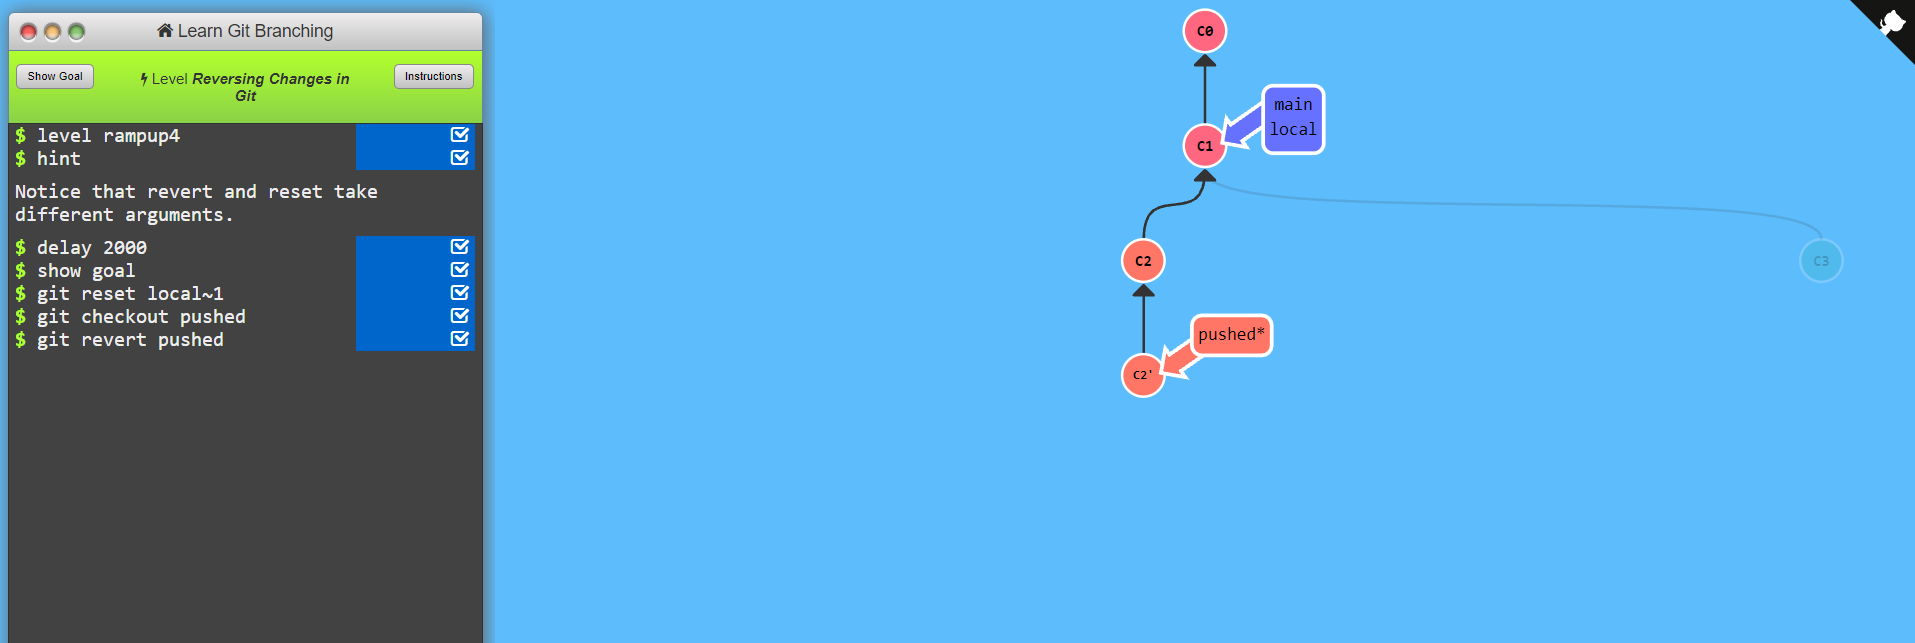 Learn Git Branching
Show Goal
Level Reversing Changes in
Git
Instructions
$ level rampup4
$ hint
Notice that revert and reset take
different arguments.
$ delay 2000
$ show goal
$ git reset local~1
$ git checkout pushed
$ git revert pushed
C0
main
local
C1
C2
C3
pushed*
C2'